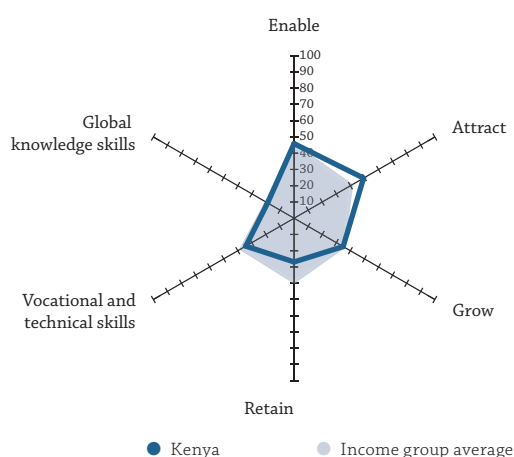 Enable
100
90
80
70
60
50
40
30
20
10
Attract
Global
knowledge skills
Vocational and
technical skills
Grow
Retain
Kenya
Income group average